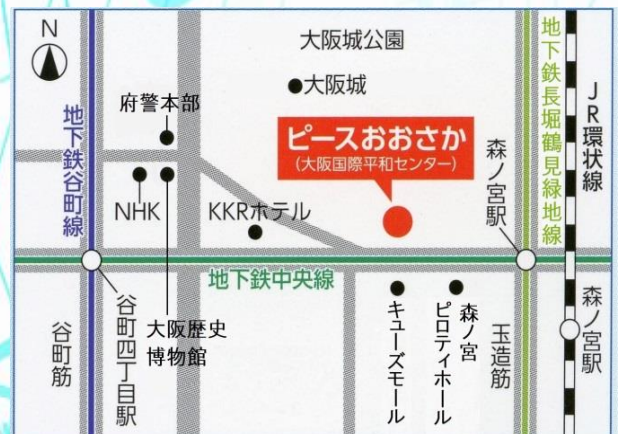 N
大阪城公園
大阪城
府警本部
ピースおおさか
(大阪国際平和センター)
地下鉄谷町線
NHK
KKRホテル
森ノ宮駅
地下鉄長堀鶴見緑地線
JR環状線
地下鉄中央線
谷町筋
谷町四丁目駅
大阪歴史
博物館
キューズモール
森ノ宮
ピロティホール
玉造筋
森ノ宮駅